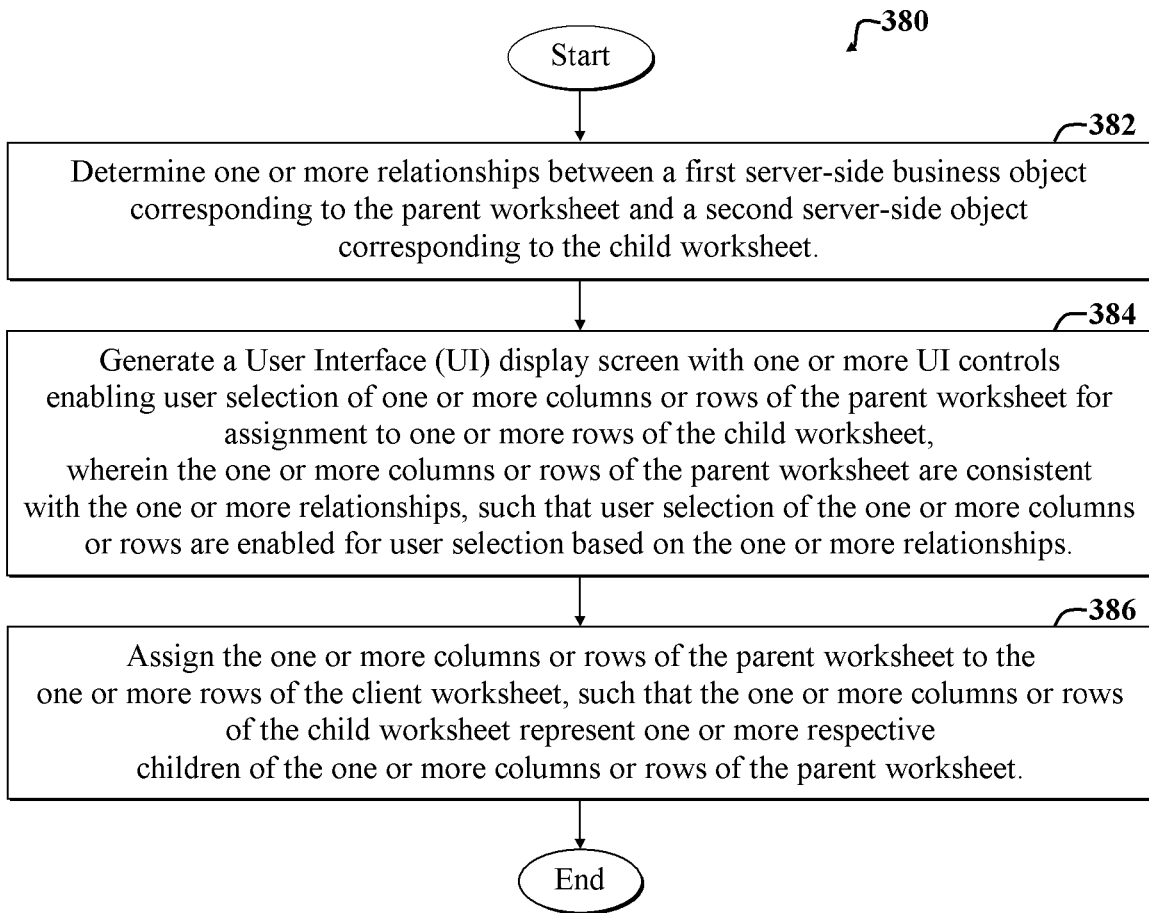 380
Start
382
Determine one or more relationships between a first server-side business object
corresponding to the parent worksheet and a second server-side object
corresponding to the child worksheet.
384
Generate a User Interface (UI) display screen with one or more UI controls
enabling user selection of one or more columns or rows of the parent worksheet for
assignment to one or more rows of the child worksheet,
wherein the one or more columns or rows of the parent worksheet are consistent
with the one or more relationships, such that user selection of the one or more columns
or rows are enabled for user selection based on the one or more relationships.
386
Assign the one or more columns or rows of the parent worksheet to the
one or more rows of the client worksheet, such that the one or more columns or rows
of the child worksheet represent one or more respective
children of the one or more columns or rows of the parent worksheet.
End